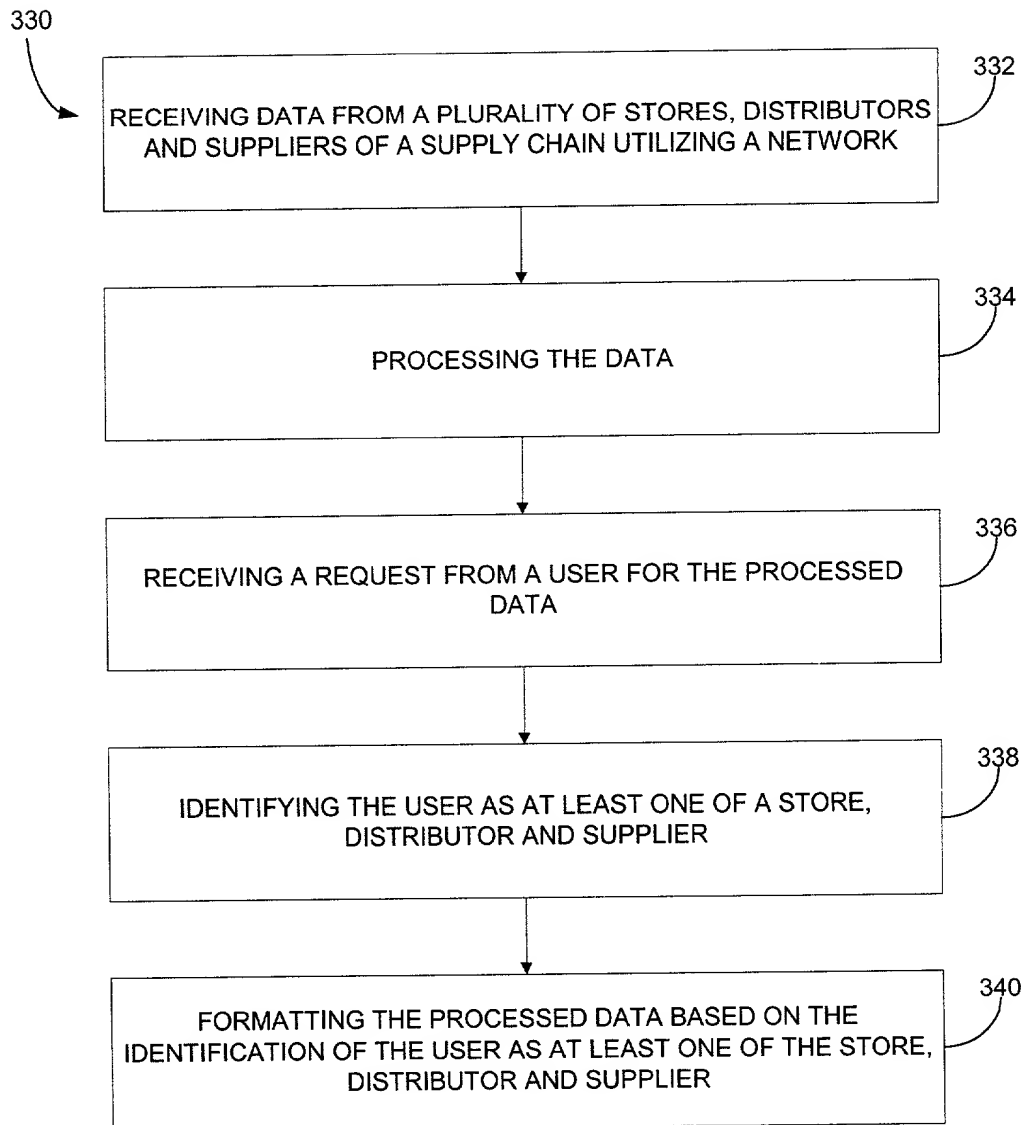 330
332
RECEIVING DATA FROM A PLURALITY OF STORES, DISTRIBUTORS
AND SUPPLIERS OF A SUPPLY CHAIN UTILIZING A NETWORK
334
PROCESSING THE DATA
336
RECEIVING A REQUEST FROM A USER FOR THE PROCESSED
DATA
338
IDENTIFYING THE USER AS AT LEAST ONE OF A STORE,
DISTRIBUTOR AND SUPPLIER
340
FORMATTING THE PROCESSED DATA BASED ON THE
IDENTIFICATION OF THE USER AS AT LEAST ONE OF THE STORE,
DISTRIBUTOR AND SUPPLIER